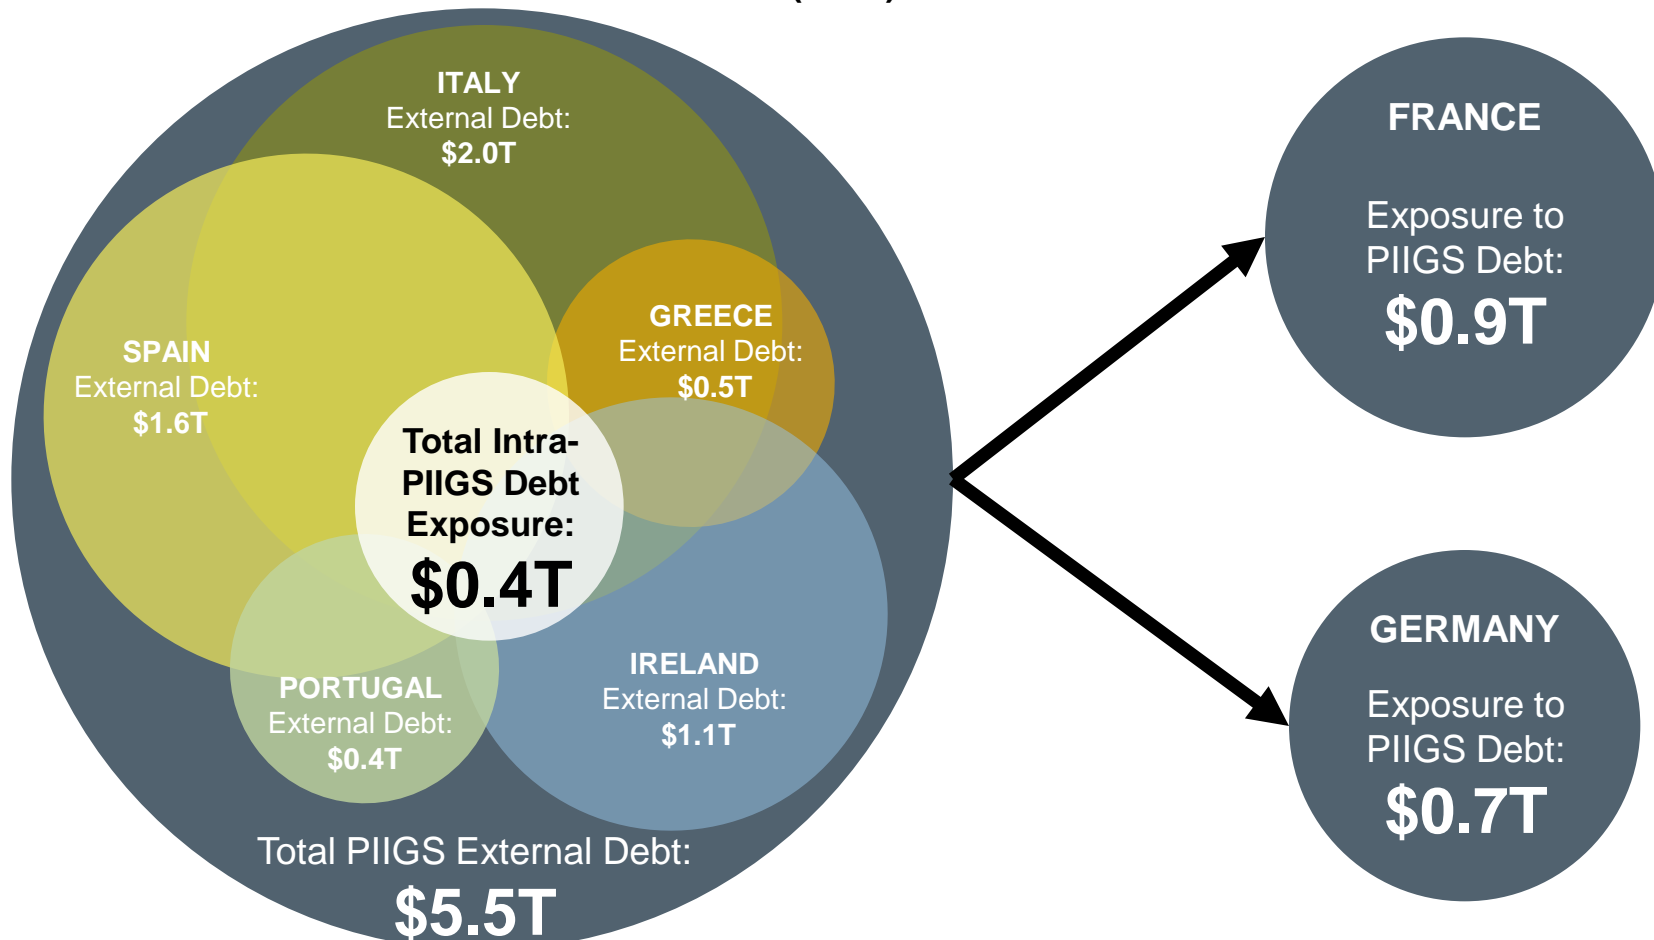 ITALY
External Debt:
$2.0T
SPAIN
External Debt:
$1.6T
GREECE
External Debt:
$0.5T
Total Intra-
PIIGS Debt
Exposure:
$0.4T
PORTUGAL
External Debt:
$0.4T
IRELAND
External Debt:
$1.1T
Total PIIGS External Debt:
$5.5T
FRANCE
Exposure to
PIIGS Debt:
$0.9T
GERMANY
Exposure to
PIIGS Debt:
$0.7T